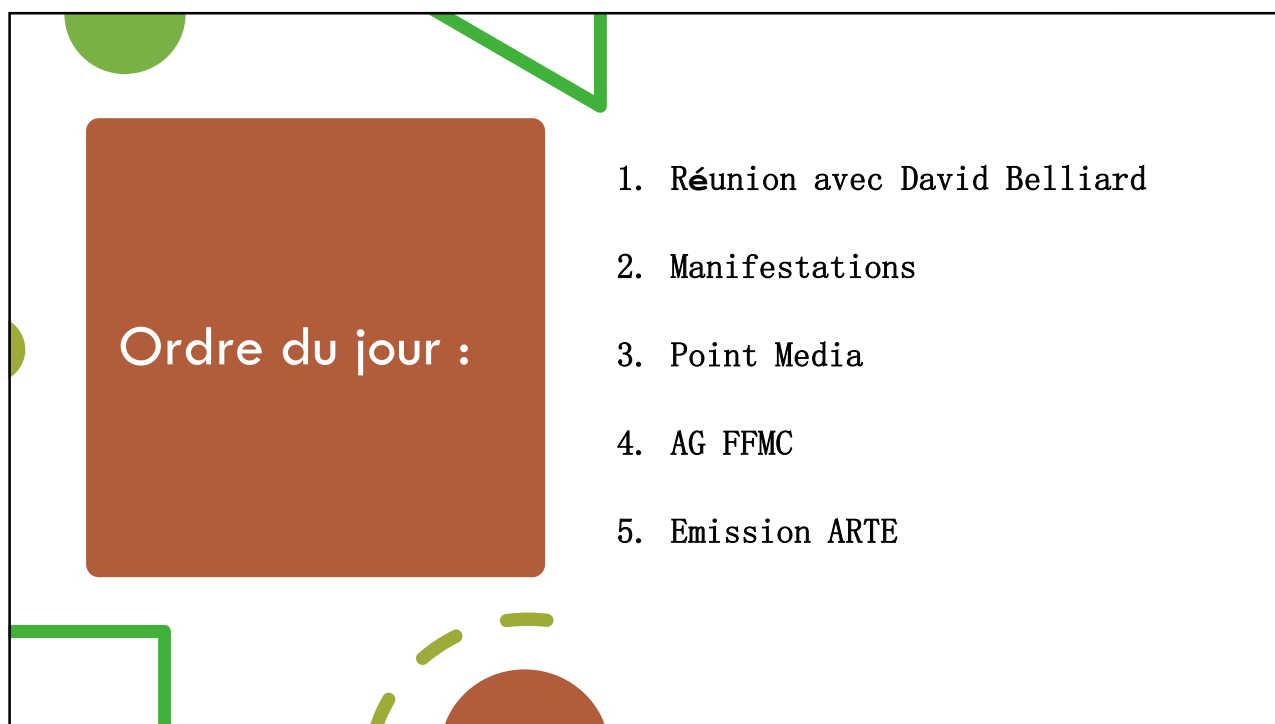 Ordre du jour :
1. Réunion avec David Belliard
2. Manifestations
3. Point Media
4. AG FFMC
5. Emission ARTE